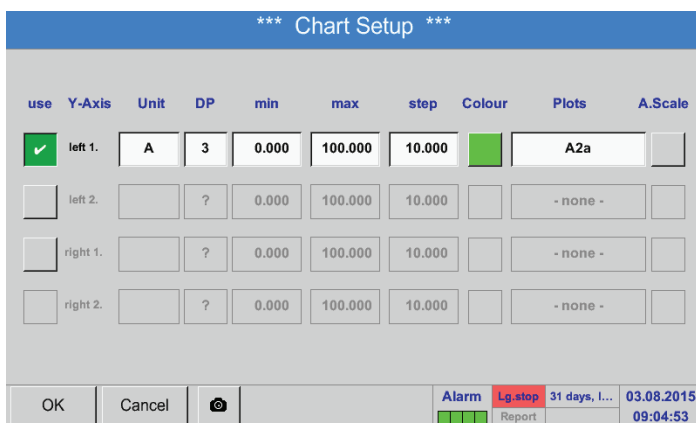 *** Chart Setup ***
use Y-Axis Unit DP min max step Colour Plots A.Scale
left 1. A 3 0.000 100.000 10.000 A2a
left 2. ? 0.000 100.000 10.000 - none -
right 1. ? 0.000 100.000 10.000 - none -
right 2. ? 0.000 100.000 10.000 - none -
OK Cancel Alarm Lg.stop 31 days, l... 03.08.2015
Report 09:04:53